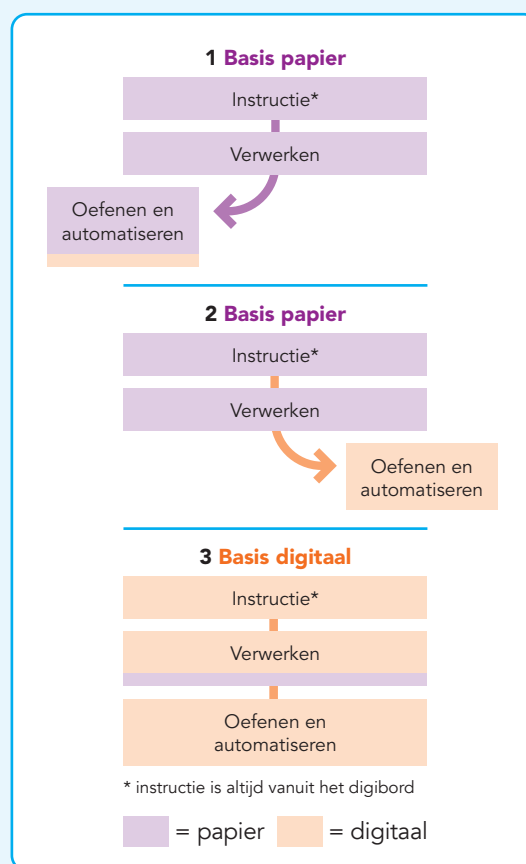 1 Basis papier
Instructie*
Verwerken
Oefenen en
automatiseren
2 Basis papier
Instructie*
Verwerken
Oefenen en
automatiseren
3 Basis digitaal
Instructie*
Verwerken
Oefenen en
automatiseren
* instructie is altijd vanuit het digibord
= papier = digitaal